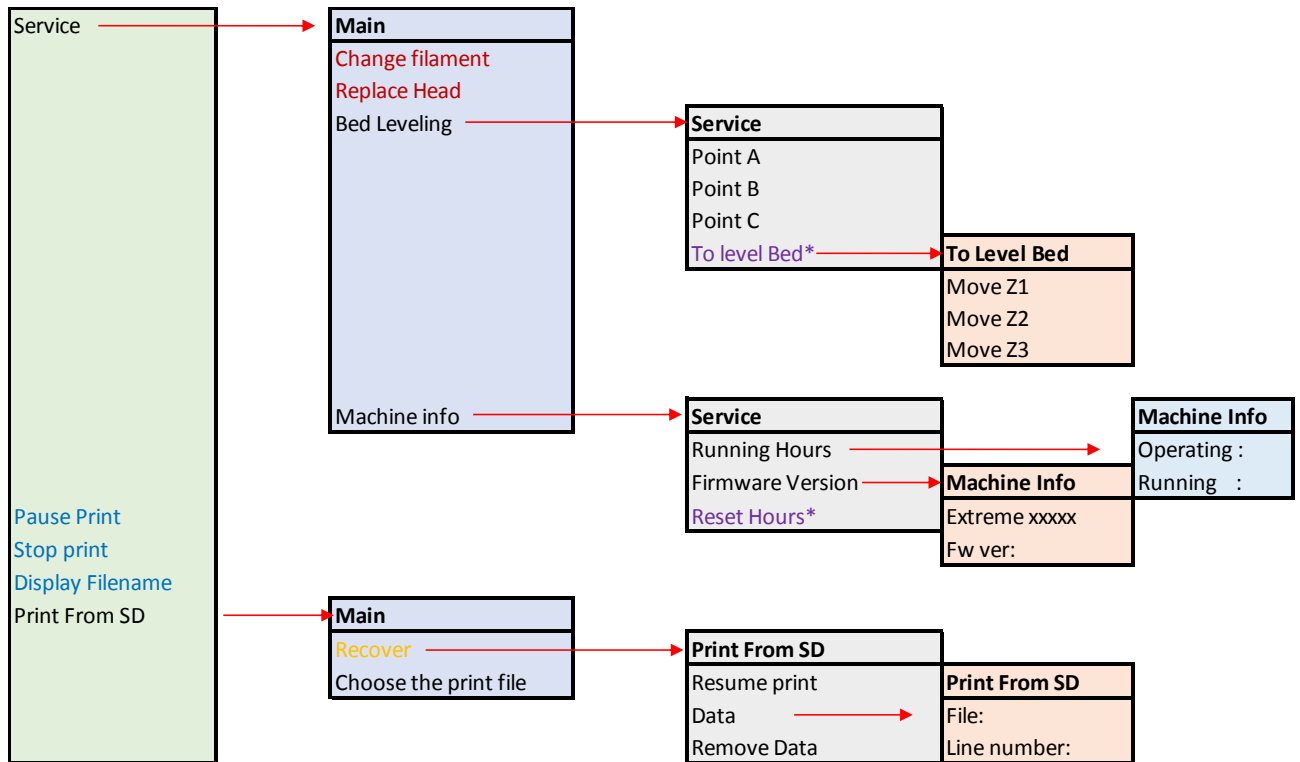 Service
Pause Print
Stop print
Display Filename
Print From SD
Main
Change filament
Replace Head
Bed Leveling
Machine info
Service
Point A
Point B
Point C
To level Bed*
To Level Bed
Move Z1
Move Z2
Move Z3
Service
Running Hours
Firmware Version
Reset Hours*
Machine Info
Extreme xxxxx
Fw ver:
Machine Info
Operating :
Running :
Main
Recover
Choose the print file
Print From SD
Resume print
Data
Remove Data
Print From SD
File:
Line number: